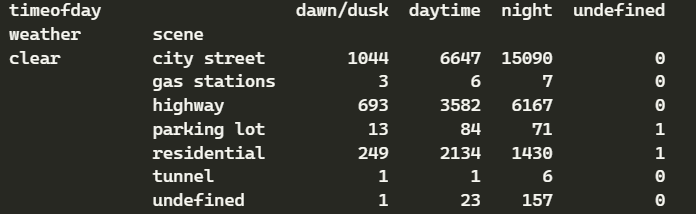 timeofday dawn/dusk daytime night undefined
weather scene
clear city street 1044 6647 15090 0
gas stations 3 6 7 0
highway 693 3582 6167 0
parking lot 13 84 71 1
residential 249 2134 1430 1
tunnel 1 1 6 0
undefined 1 23 157 0